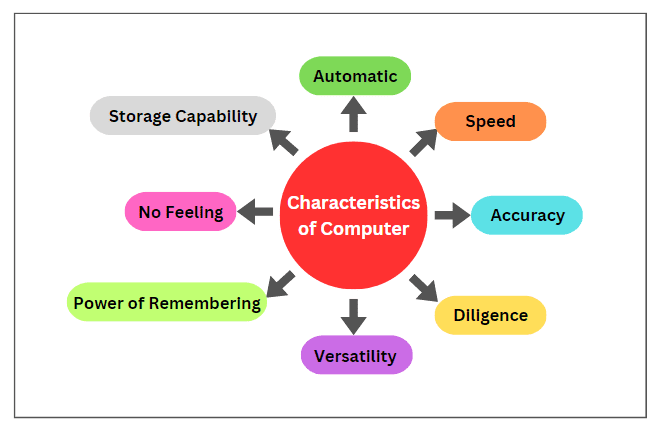 Automatic
Storage Capability
Speed
No Feeling
Characteristics
of Computer
Accuracy
Power of Remembering
Diligence
Versatility